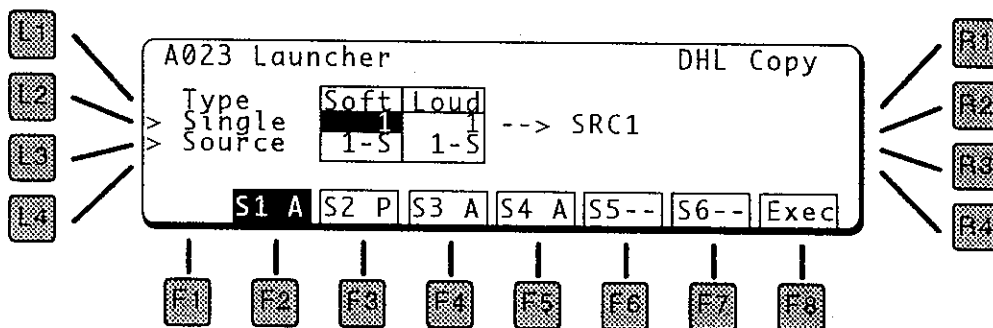 L1
L2
L3
L4
A023 Launcher DHL Copy
Type Soft Loud
> Single 1 1 --> SRC1
> Source 1-S 1-S
S1 A S2 P S3 A S4 A S5-- S6-- Exec
R1
R2
R3
R4
F1 F2 F3 F4 F5 F6 F7 F8